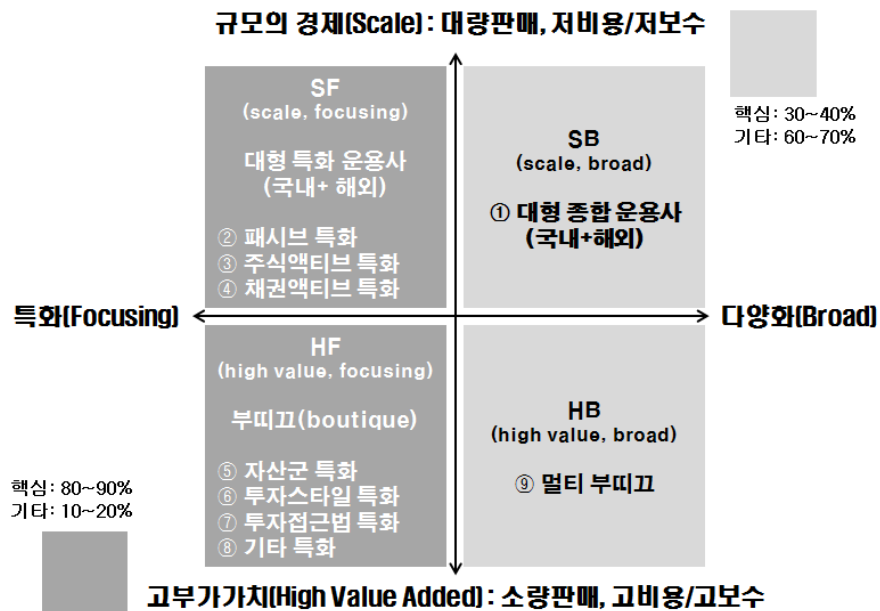 규모의 경제(Scale) : 대량판매, 저비용/저보수
SF
(scale, focusing)
대형 특화 운용사
(국내+ 해외)
② 패시브 특화
③ 주식액티브 특화
④ 채권액티브 특화
SB
(scale, broad)
① 대형 종합 운용사
(국내+해외)
핵심: 30~40%
기타: 60~70%
특화(Focusing)
다양화(Broad)
HF
(high value, focusing)
부띠끄(boutique)
⑤ 자산군 특화
⑥ 투자스타일 특화
⑦ 투자접근법 특화
⑧ 기타 특화
HB
(high value, broad)
⑨ 멀티 부띠끄
핵심: 80~90%
기타: 10~20%
고부가가치(High Value Added) : 소량판매, 고비용/고보수